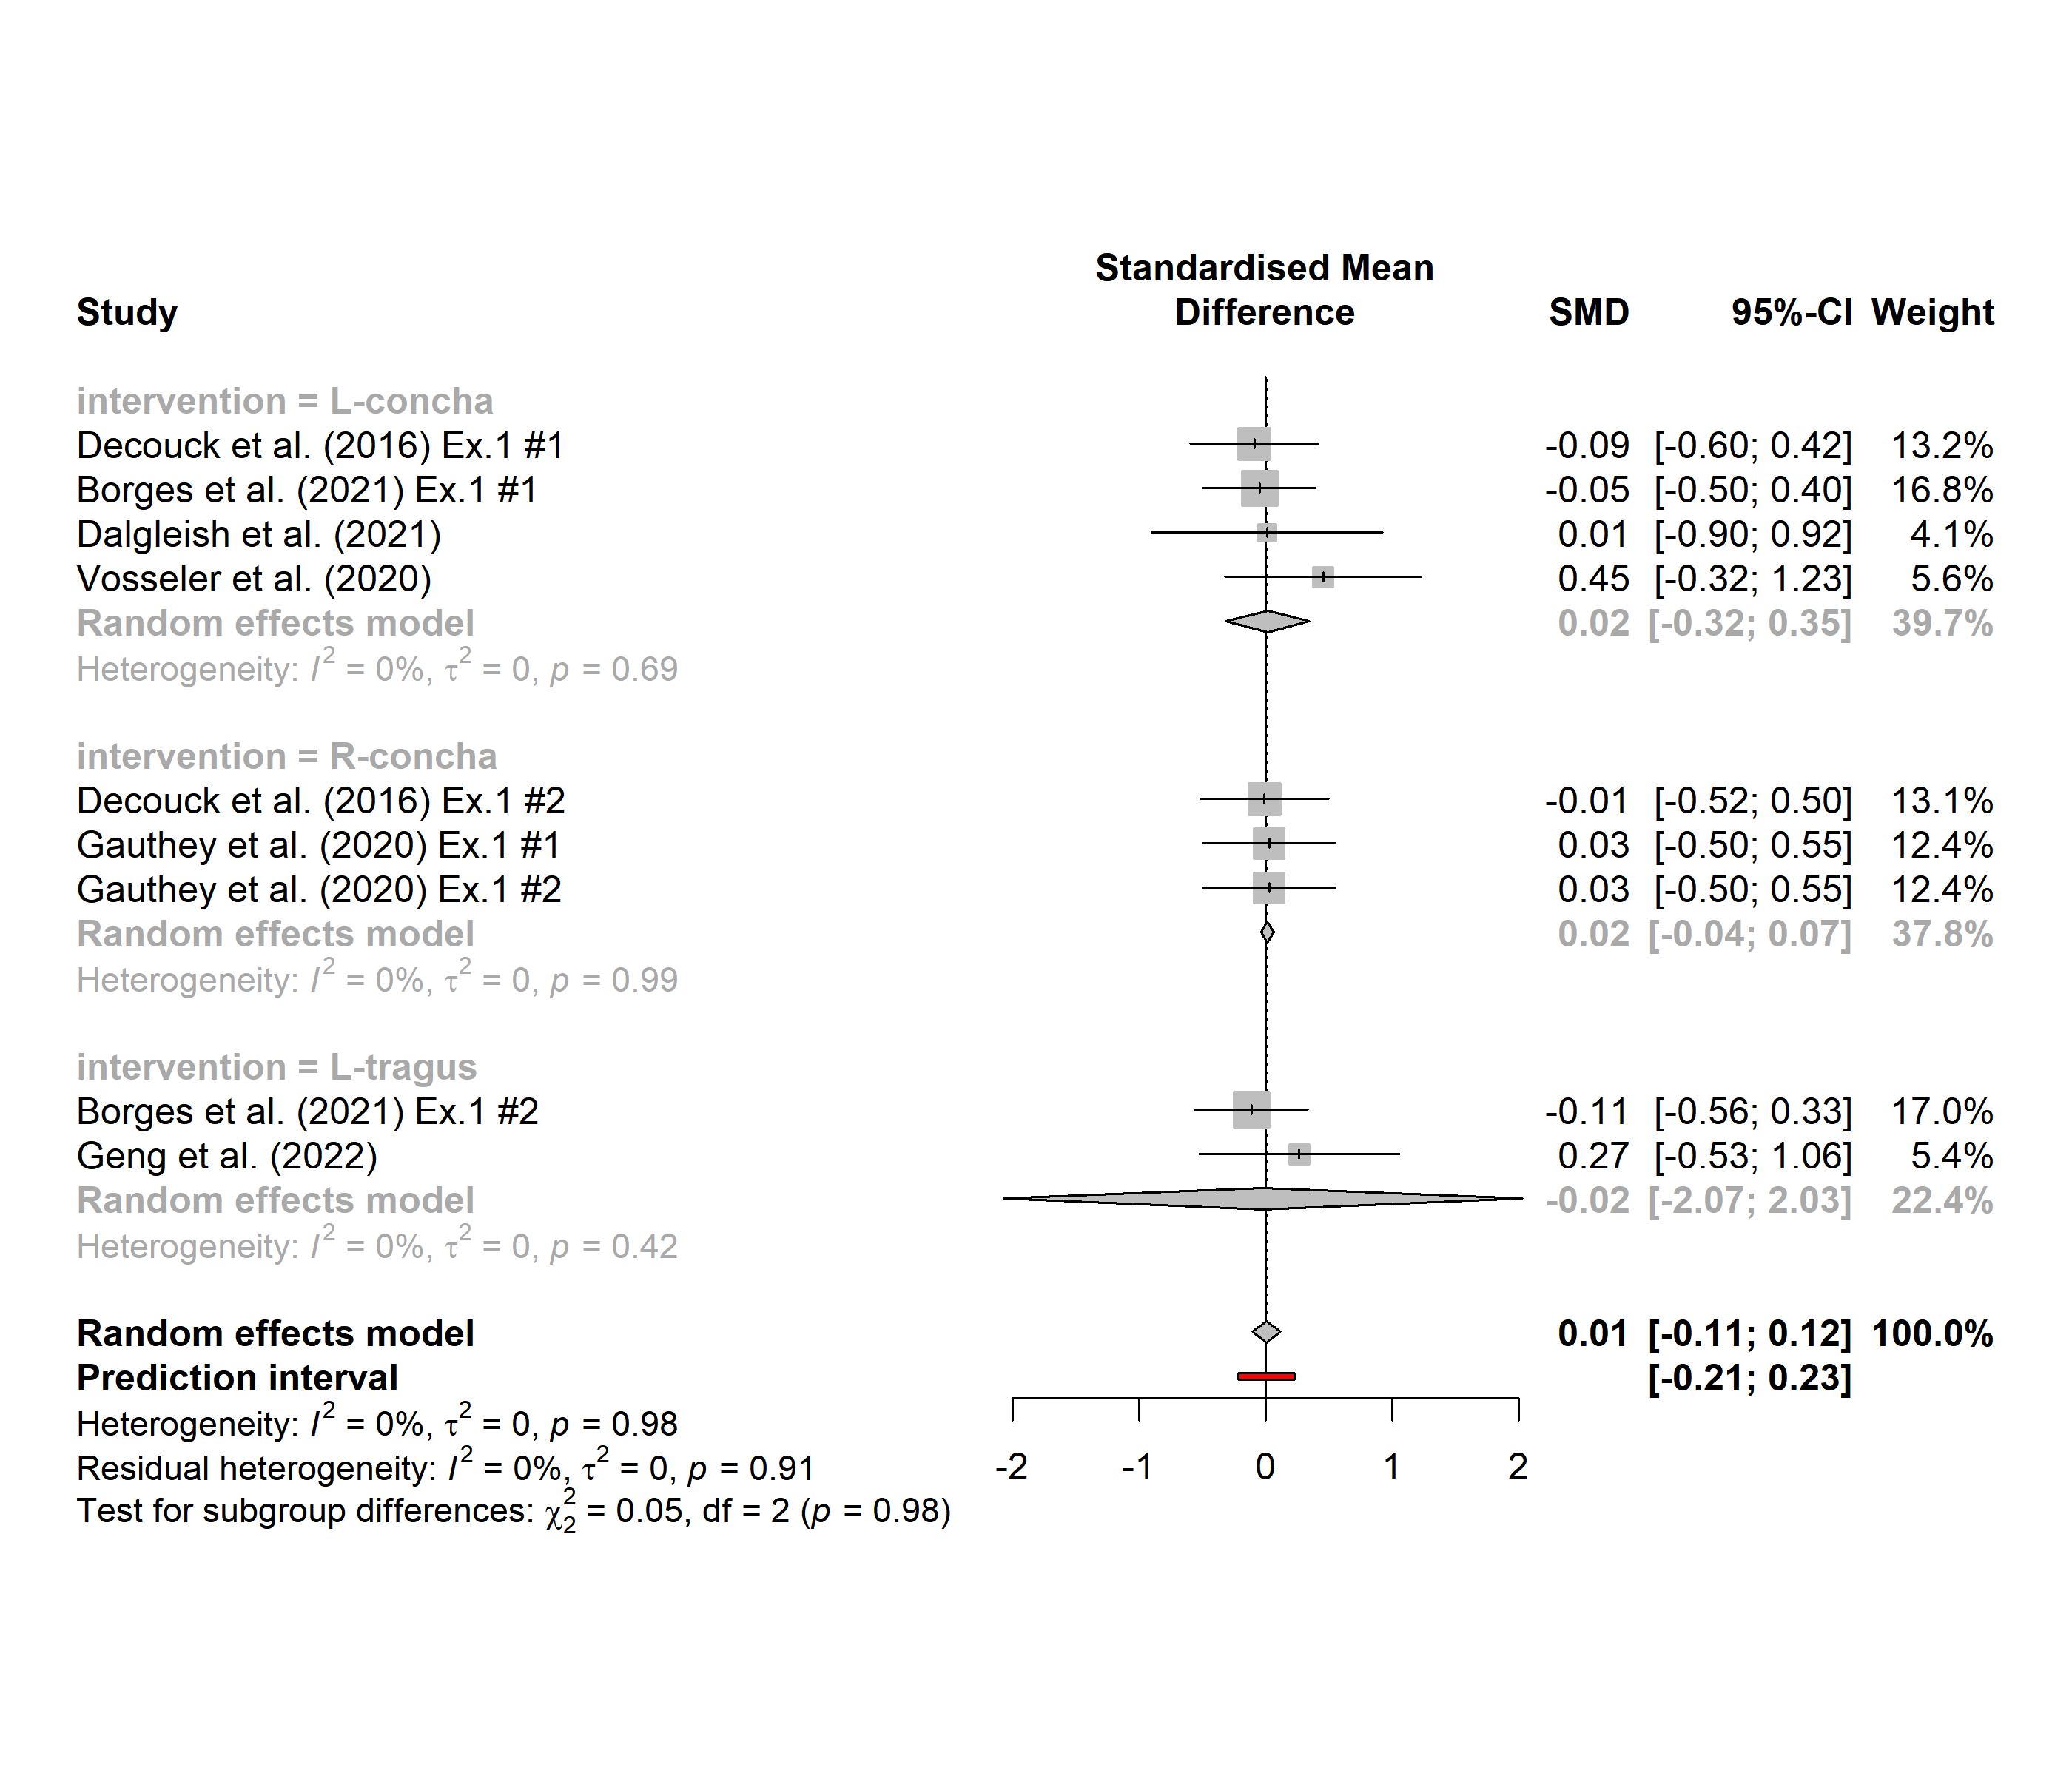 Standardised Mean
Study Difference SMD 95%-CI Weight
intervention = L-concha
Decouck et al. (2016) Ex.1 #1 -0.09 [-0.60; 0.42] 13.2%
Borges et al. (2021) Ex.1 #1 -0.05 [-0.50; 0.40] 16.8%
Dalgleish et al. (2021) 0.01 [-0.90; 0.92] 4.1%
Vosseler et al. (2020) 0.45 [-0.32; 1.23] 5.6%
Random effects model 0.02 [-0.32; 0.35] 39.7%
Heterogeneity: I² = 0%, τ² = 0, p = 0.69
intervention = R-concha
Decouck et al. (2016) Ex.1 #2 -0.01 [-0.52; 0.50] 13.1%
Gauthey et al. (2020) Ex.1 #1 0.03 [-0.50; 0.55] 12.4%
Gauthey et al. (2020) Ex.1 #2 0.03 [-0.50; 0.55] 12.4%
Random effects model 0.02 [-0.04; 0.07] 37.8%
Heterogeneity: I² = 0%, τ² = 0, p = 0.99
intervention = L-tragus
Borges et al. (2021) Ex.1 #2 -0.11 [-0.56; 0.33] 17.0%
Geng et al. (2022) 0.27 [-0.53; 1.06] 5.4%
Random effects model -0.02 [-2.07; 2.03] 22.4%
Heterogeneity: I² = 0%, τ² = 0, p = 0.42
Random effects model 0.01 [-0.11; 0.12] 100.0%
Prediction interval [-0.21; 0.23]
Heterogeneity: I² = 0%, τ² = 0, p = 0.98
Residual heterogeneity: I² = 0%, τ² = 0, p = 0.91
-2 -1 0 1 2
Test for subgroup differences: χ²₂ = 0.05, df = 2 (p = 0.98)